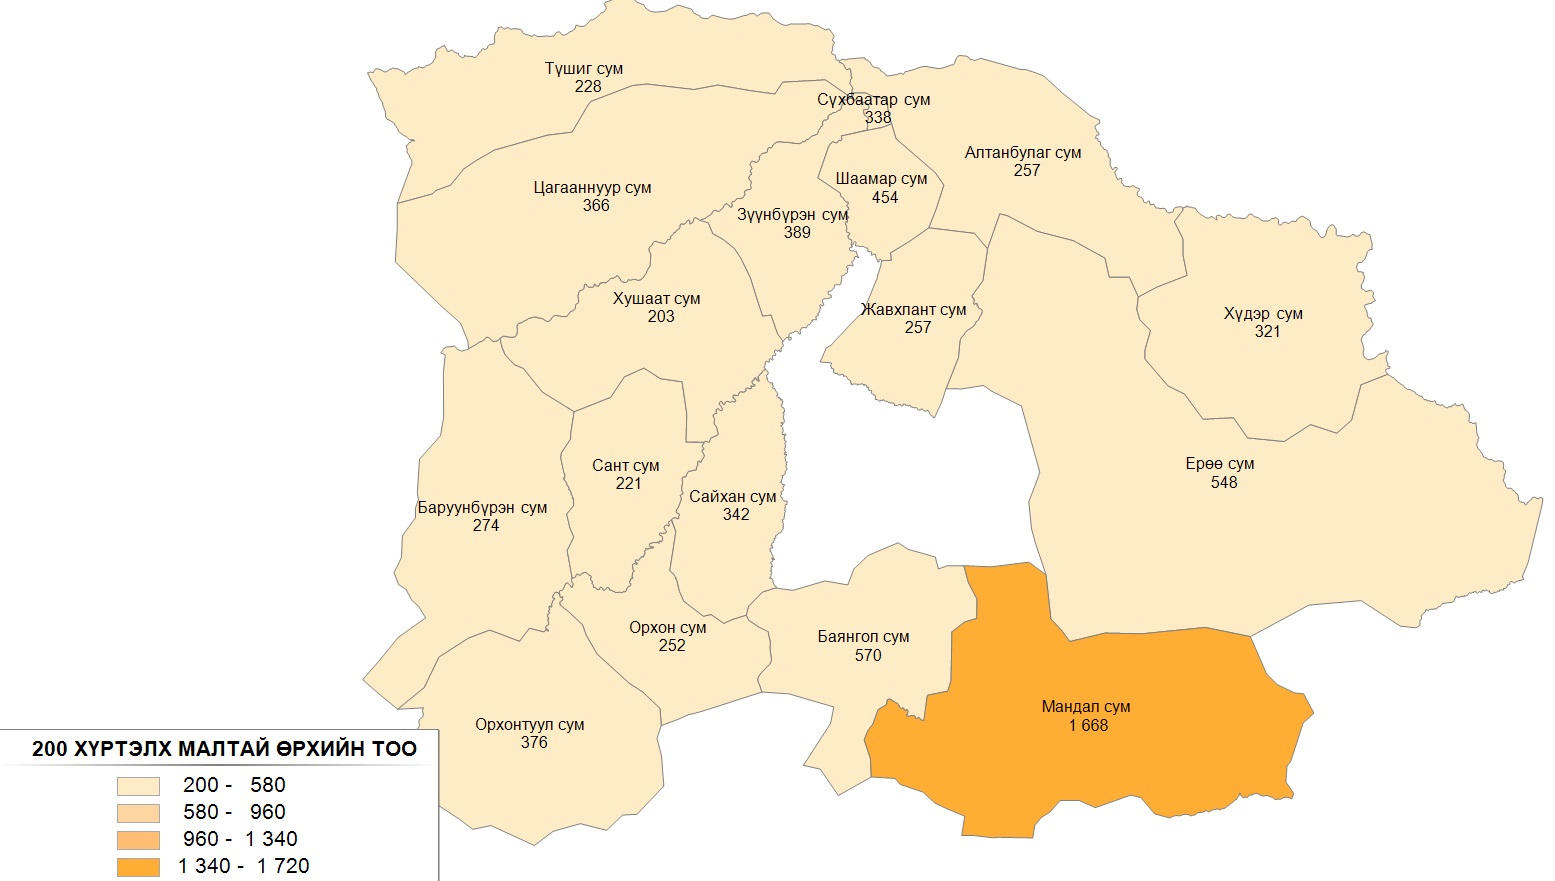 Түшиг сум
228
Сүхбаатар сум
338
Алтанбулаг сум
257
Цагааннуур сум
366
Шаамар сум
454
Зүүнбүрэн сум
389
Хушаат сум
203
Жавхлант сум
257
Хүдэр сум
321
Ерөө сум
548
Сант сум
221
Сайхан сум
342
Баруунбүрэн сум
274
Орхон сум
252
Баянгол сум
570
Мандал сум
1 668
Орхонтуул сум
376
200 ХҮРТЭЛХ МАЛТАЙ ӨРХИЙН ТОО
200 - 580
580 - 960
960 - 1 340
1 340 - 1 720